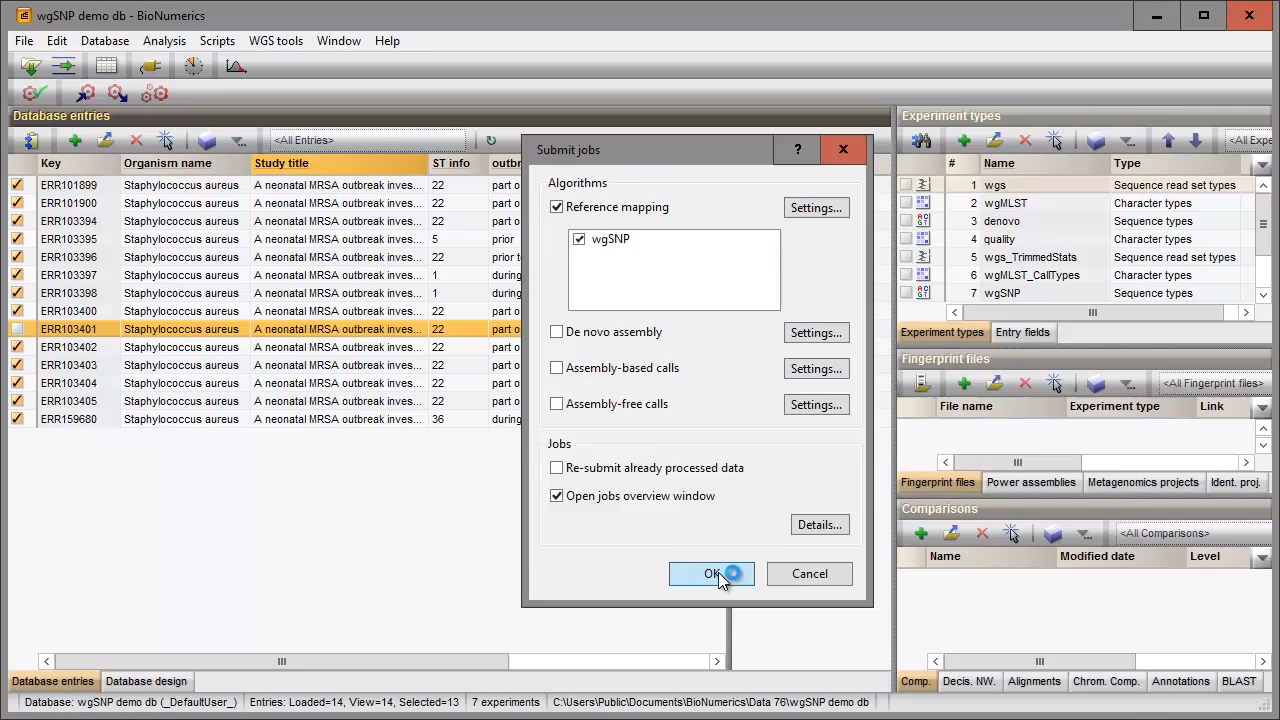 wgSNP demo db - BioNumerics
File Edit Database Analysis Scripts WGS tools Window Help
Database entries
<All Entries>
Key Organism name Study title ST info outbr
ERR101899 Staphylococcus aureus A neonatal MRSA outbreak inves... 22 part o
ERR101900 Staphylococcus aureus A neonatal MRSA outbreak inves... 22 part o
ERR103394 Staphylococcus aureus A neonatal MRSA outbreak inves... 22 part o
ERR103395 Staphylococcus aureus A neonatal MRSA outbreak inves... 5 prior
ERR103396 Staphylococcus aureus A neonatal MRSA outbreak inves... 22 prior to
ERR103397 Staphylococcus aureus A neonatal MRSA outbreak inves... 1 during
ERR103398 Staphylococcus aureus A neonatal MRSA outbreak inves... 1 during
ERR103400 Staphylococcus aureus A neonatal MRSA outbreak inves... 22 part o
ERR103401 Staphylococcus aureus A neonatal MRSA outbreak inves... 22 part o
ERR103402 Staphylococcus aureus A neonatal MRSA outbreak inves... 22 part o
ERR103403 Staphylococcus aureus A neonatal MRSA outbreak inves... 22 part o
ERR103404 Staphylococcus aureus A neonatal MRSA outbreak inves... 22 part o
ERR103405 Staphylococcus aureus A neonatal MRSA outbreak inves... 22 part o
ERR159680 Staphylococcus aureus A neonatal MRSA outbreak inves... 36 during
Database entries Database design
Submit jobs ?
Algorithms
Reference mapping Settings...
wgSNP
De novo assembly Settings...
Assembly-based calls Settings...
Assembly-free calls Settings...
Jobs
Re-submit already processed data
Open jobs overview window
Details...
OK Cancel
Experiment types
<All Expe
# Name Type
1 wgs Sequence read set types
2 wgMLST Character types
3 denovo Sequence types
4 quality Character types
5 wgs_TrimmedStats Sequence read set types
6 wgMLST_CallTypes Character types
7 wgSNP Sequence types
Experiment types Entry fields
Fingerprint files
<All Fingerprint files>
File name Experiment type Link
Fingerprint files Power assemblies Metagenomics projects Ident. proj.
Comparisons
<All Comparisons>
Name Modified date Level
Comp. Decis. NW. Alignments Chrom. Comp. Annotations BLAST
Database: wgSNP demo db (_DefaultUser_) Entries: Loaded=14, View=14, Selected=13 7 experiments C:\Users\Public\Documents\BioNumerics\Data 76\wgSNP demo db